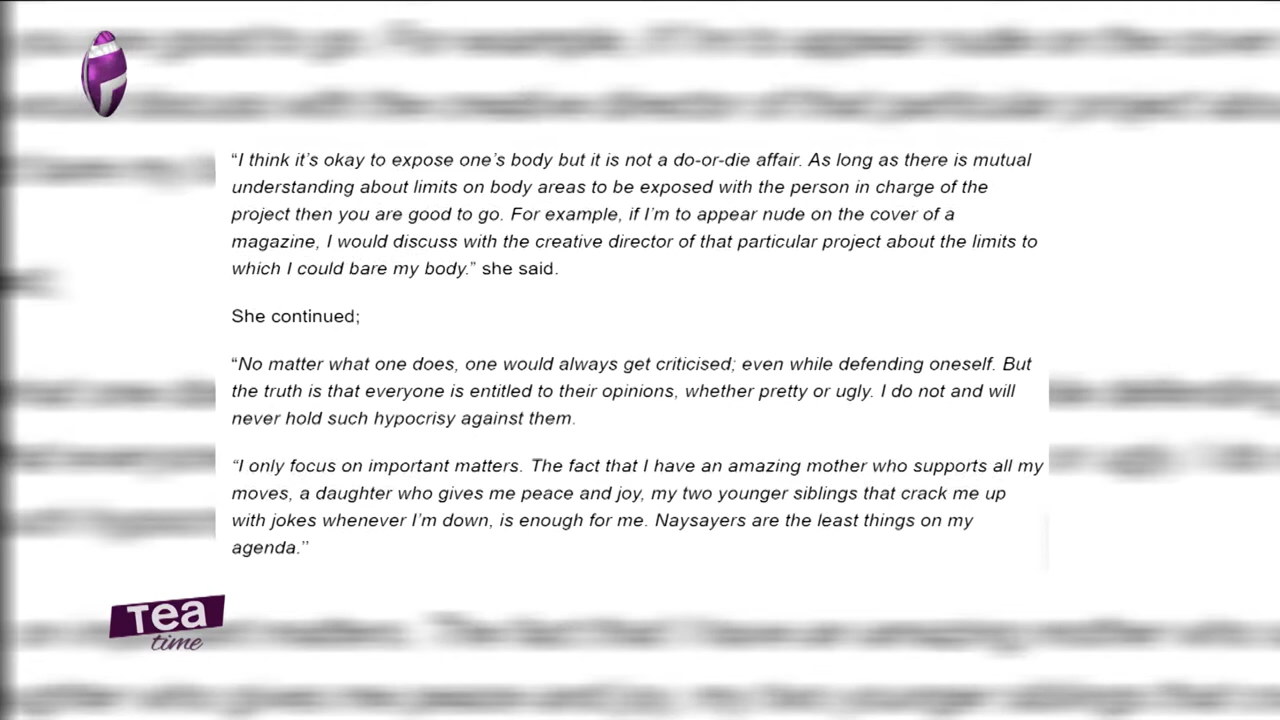 “I think it’s okay to expose one’s body but it is not a do-or-die affair. As long as there is mutual
understanding about limits on body areas to be exposed with the person in charge of the
project then you are good to go. For example, if I’m to appear nude on the cover of a
magazine, I would discuss with the creative director of that particular project about the limits to
which I could bare my body.” she said.
She continued;
“No matter what one does, one would always get criticised; even while defending oneself. But
the truth is that everyone is entitled to their opinions, whether pretty or ugly. I do not and will
never hold such hypocrisy against them.
“I only focus on important matters. The fact that I have an amazing mother who supports all my
moves, a daughter who gives me peace and joy, my two younger siblings that crack me up
with jokes whenever I’m down, is enough for me. Naysayers are the least things on my
agenda.’’
Tea
time